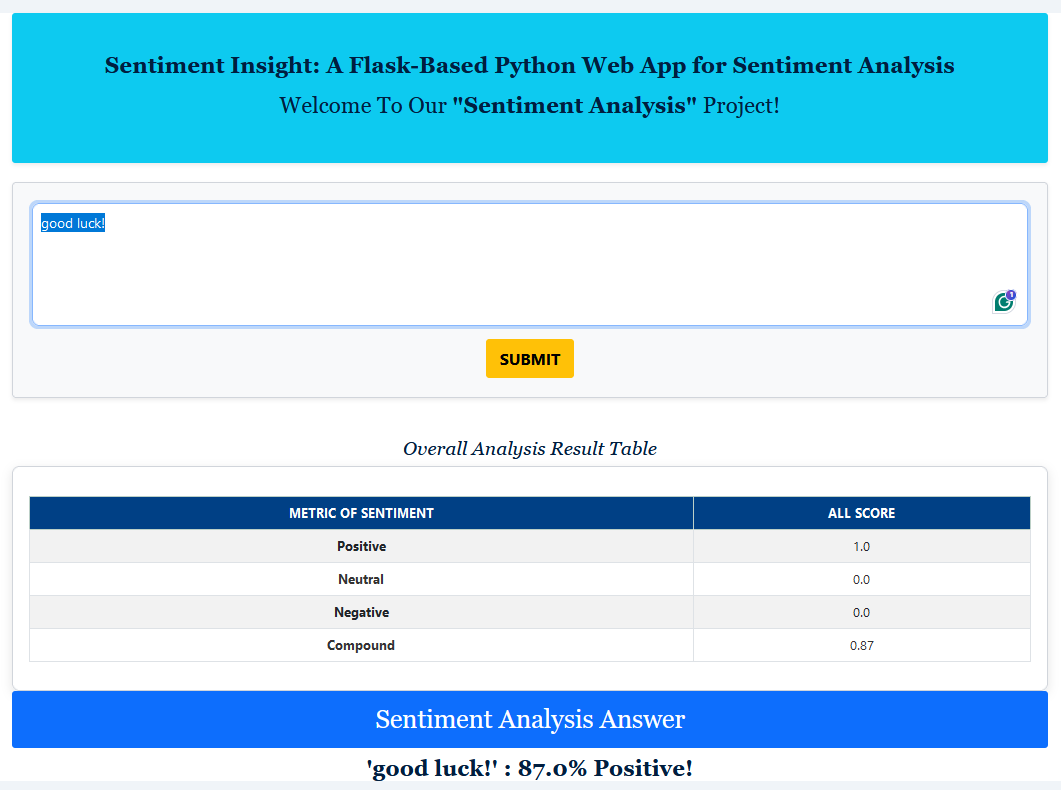 Sentiment Insight: A Flask-Based Python Web App for Sentiment Analysis
Welcome To Our "Sentiment Analysis" Project!
good luck!
1
SUBMIT
Overall Analysis Result Table
METRIC OF SENTIMENT ALL SCORE
Positive 1.0
Neutral 0.0
Negative 0.0
Compound 0.87
Sentiment Analysis Answer
'good luck!' : 87.0% Positive!